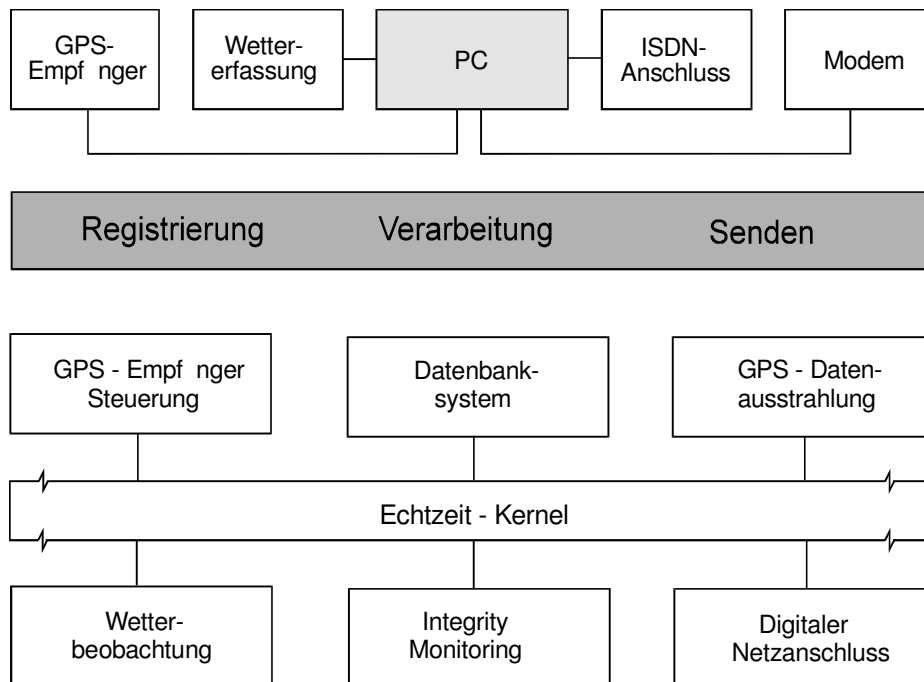 GPS-
Empf nger
Wetter-
erfassung
PC
ISDN-
Anschluss
Modem
Registrierung Verarbeitung Senden
GPS - Empf nger
Steuerung
Datenbank-
system
GPS - Daten-
ausstrahlung
Echtzeit - Kernel
Wetter-
beobachtung
Integrity
Monitoring
Digitaler
Netzanschluss